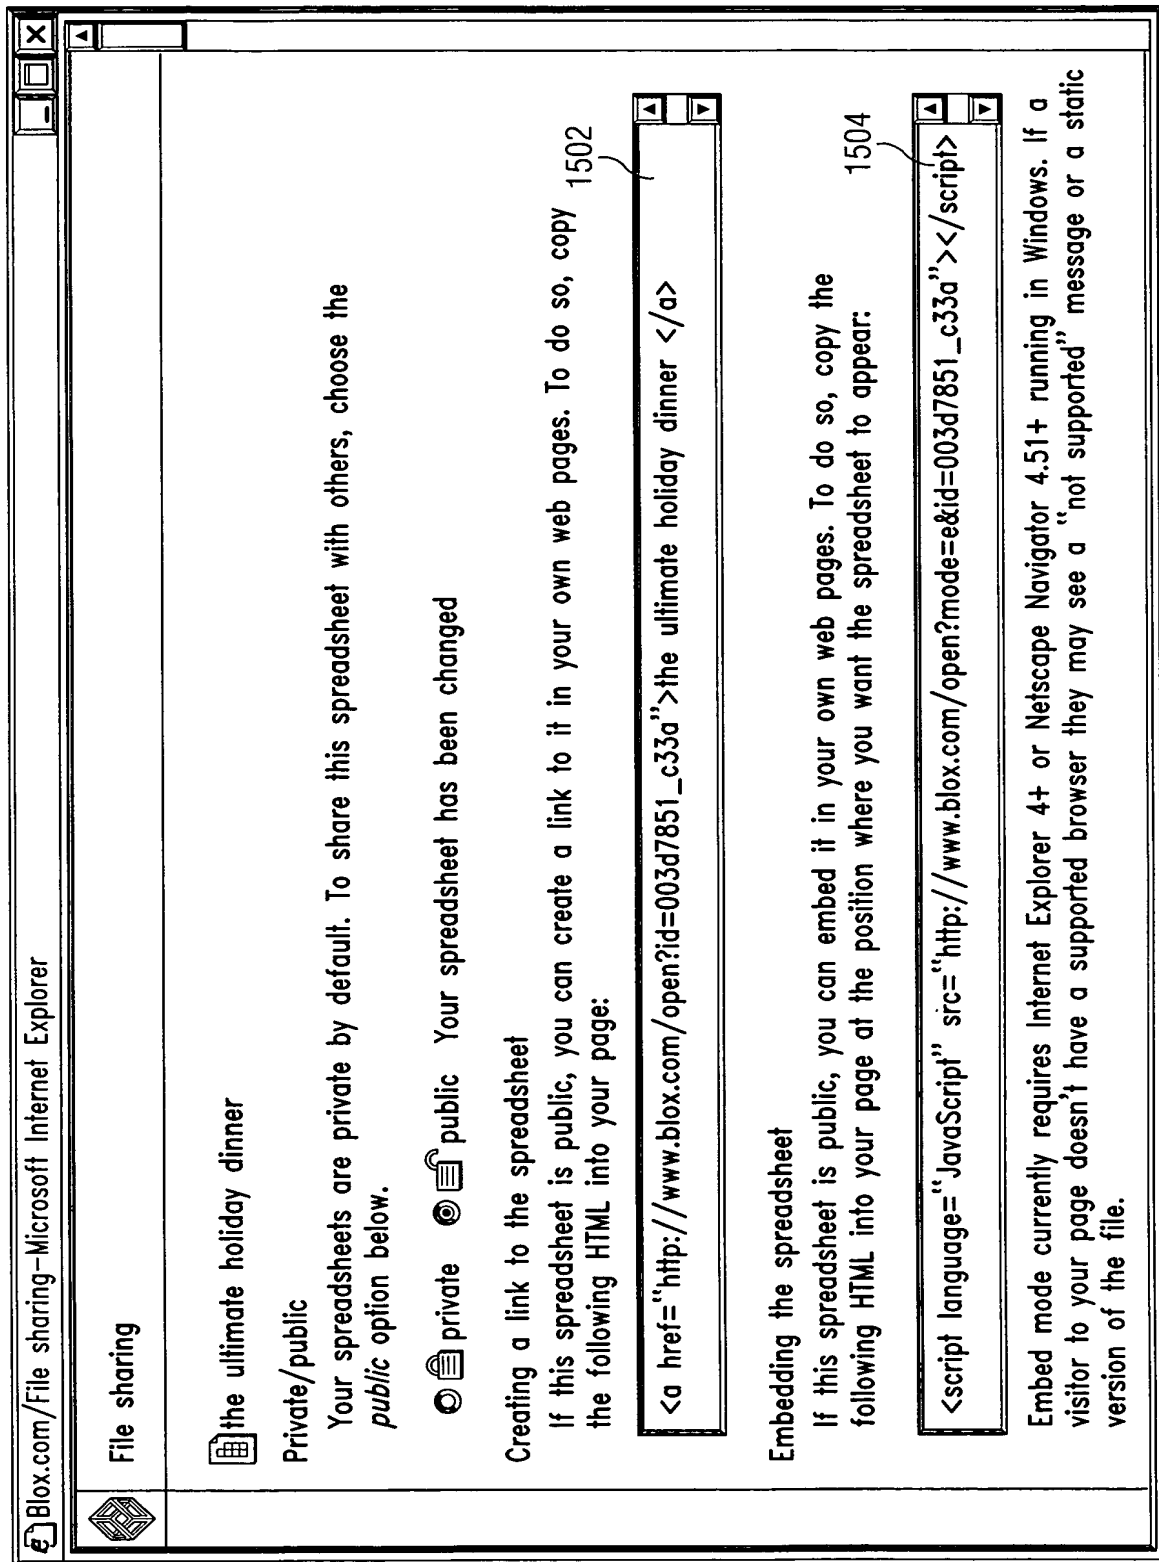 Blox.com/File sharing-Microsoft Internet Explorer
File sharing
the ultimate holiday dinner
Private/public
Your spreadsheets are private by default. To share this spreadsheet with others, choose the
public option below.
private public Your spreadsheet has been changed
Creating a link to the spreadsheet
If this spreadsheet is public, you can create a link to it in your own web pages. To do so, copy
the following HTML into your page:
1502
<a href="http://www.blox.com/open?id=003d7851_c33a">the ultimate holiday dinner </a>
Embedding the spreadsheet
If this spreadsheet is public, you can embed it in your own web pages. To do so, copy the
following HTML into your page at the position where you want the spreadsheet to appear:
1504
<script language="JavaScript" src="http://www.blox.com/open?mode=e&id=003d7851_c33a"></script>
Embed mode currently requires Internet Explorer 4+ or Netscape Navigator 4.51+ running in Windows. If a
visitor to your page doesn't have a supported browser they may see a "not supported" message or a static
version of the file.